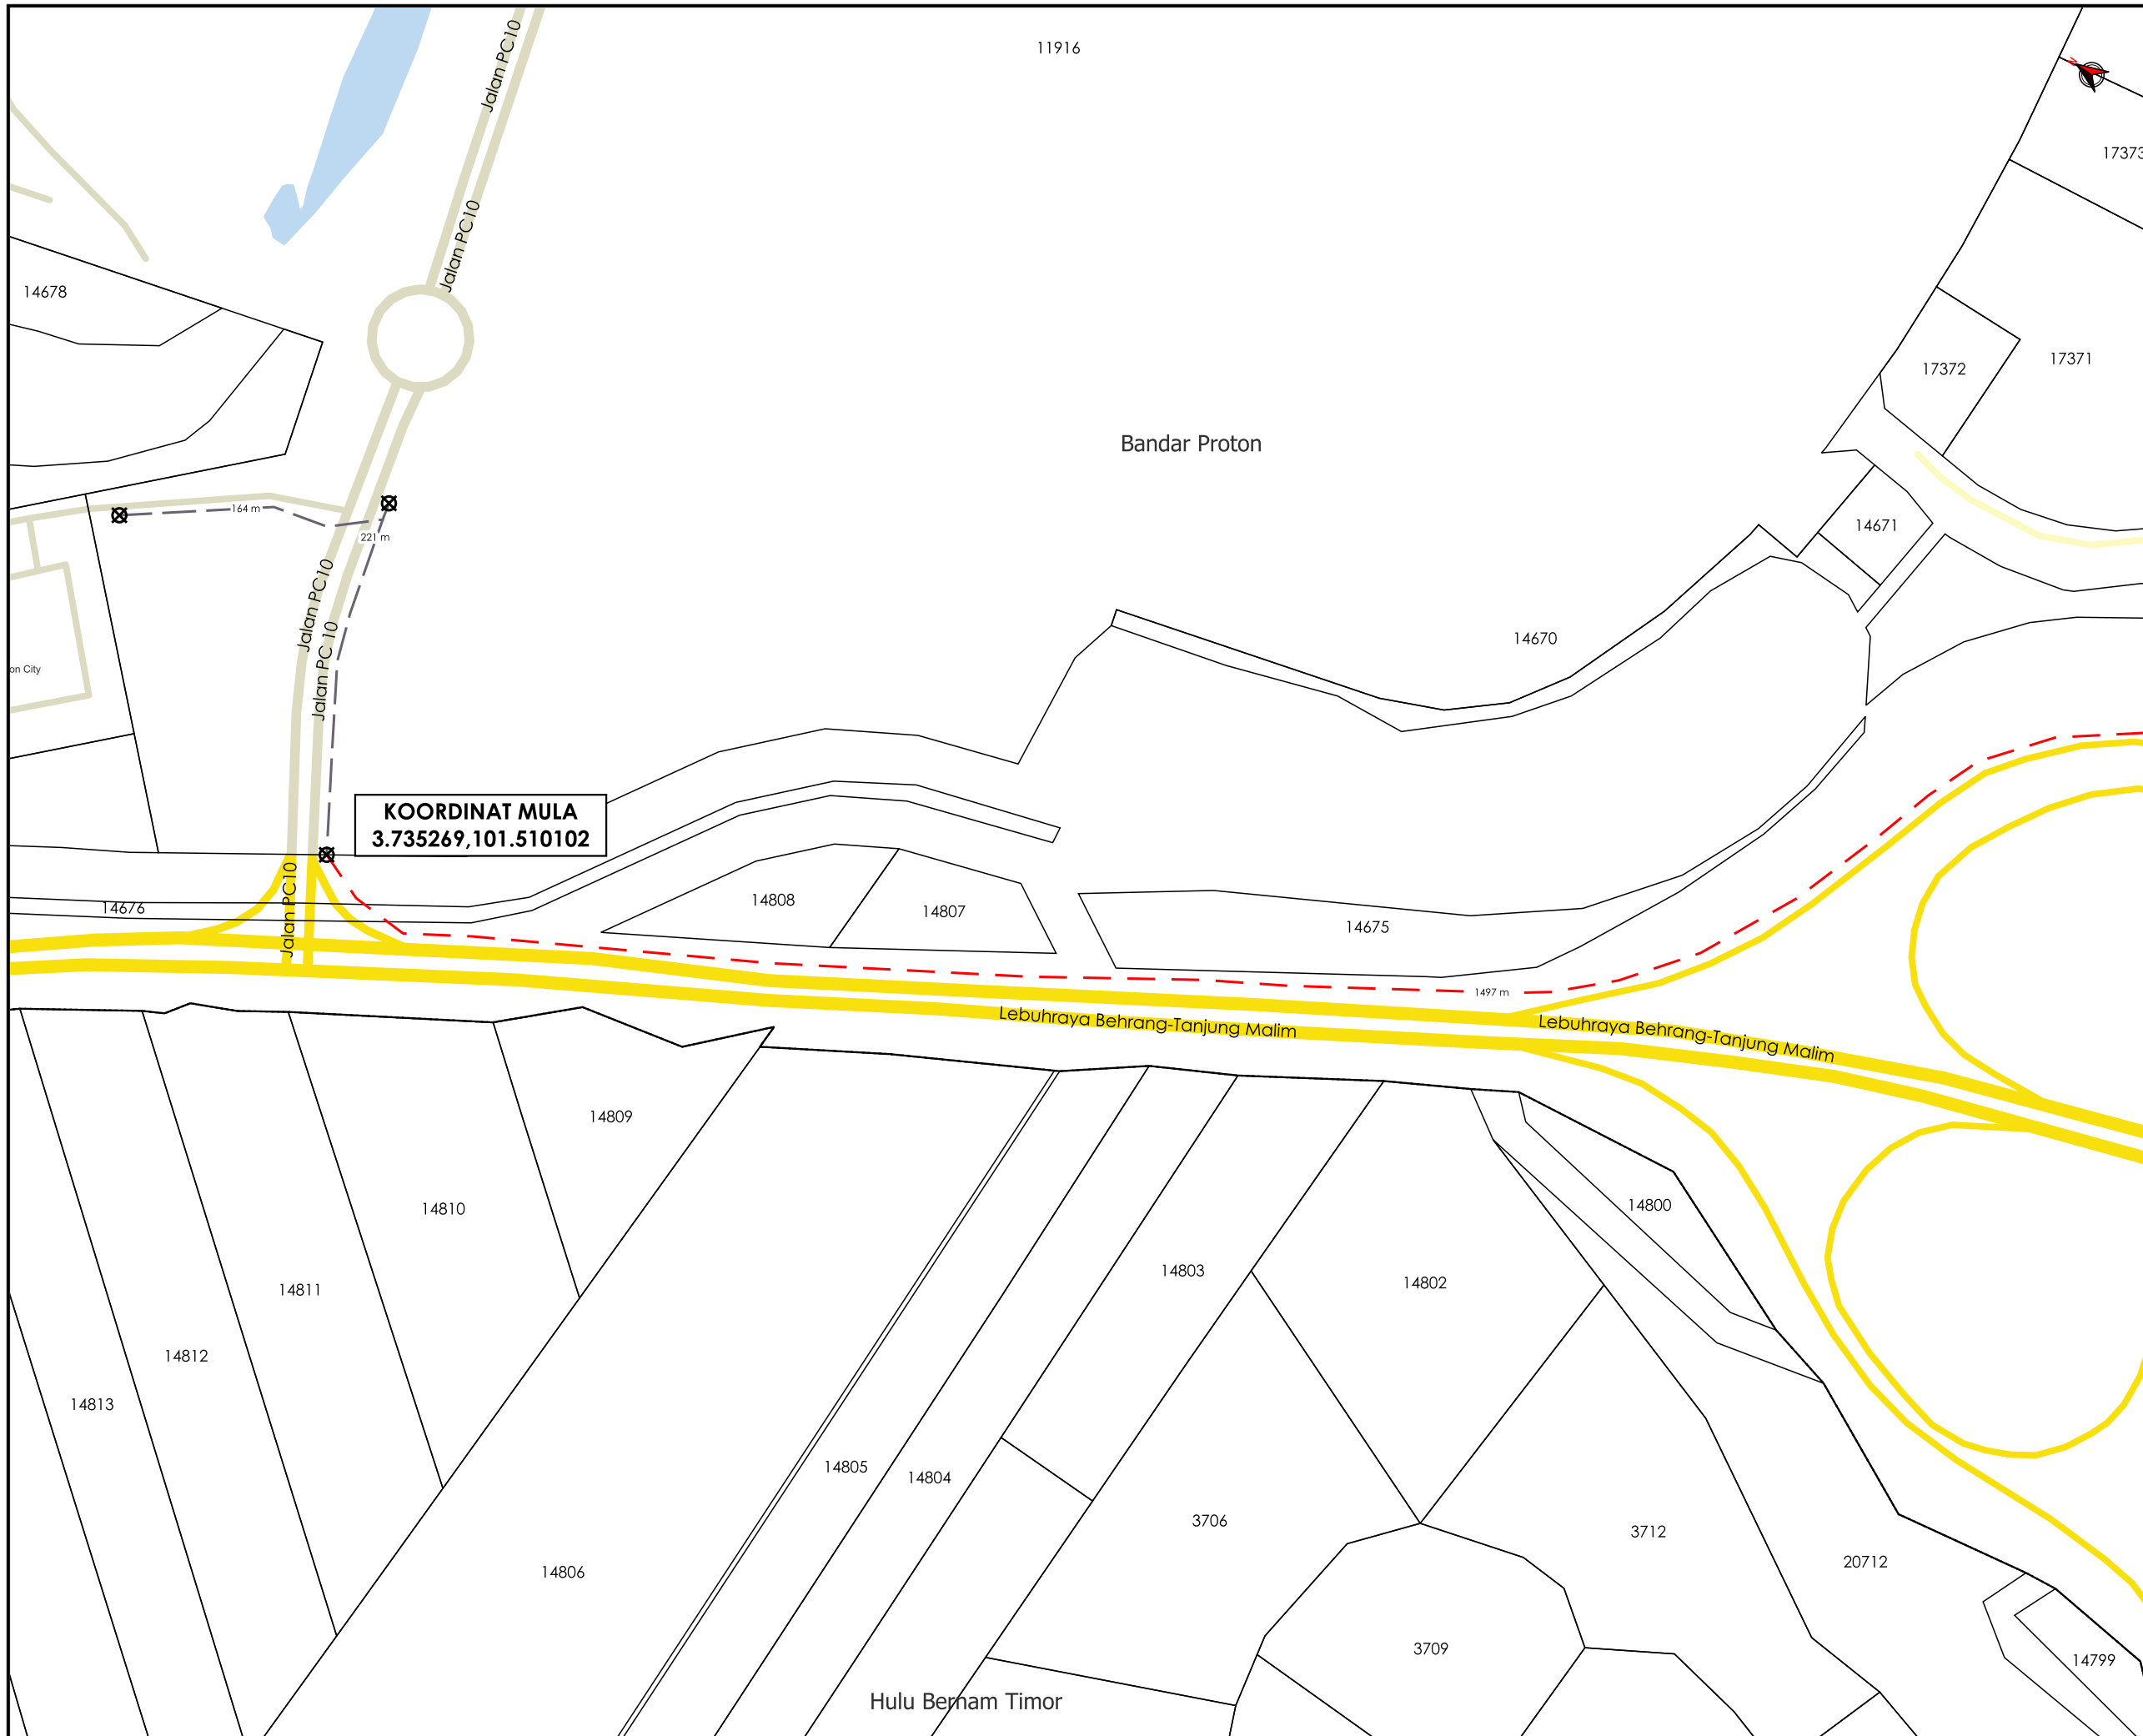 11916
Jalan PC10
N
17373
Jalan PC10
14678
17371
17372
Bandar Proton
164 m
14671
221 m
Jalan PC10
14670
Jalan PC 10
on City
KOORDINAT MULA
3.735269,101.510102
14808
14676
14807
Jalan PC10
14675
1497 m
Lebuhraya Behrang-Tanjung Malim
Lebuhraya Behrang-Tanjung Malim
14809
14800
14810
14803
14802
14811
14812
14813
14805
14804
3706
3712
20712
14806
3709
14799
Hulu Bernam Timor